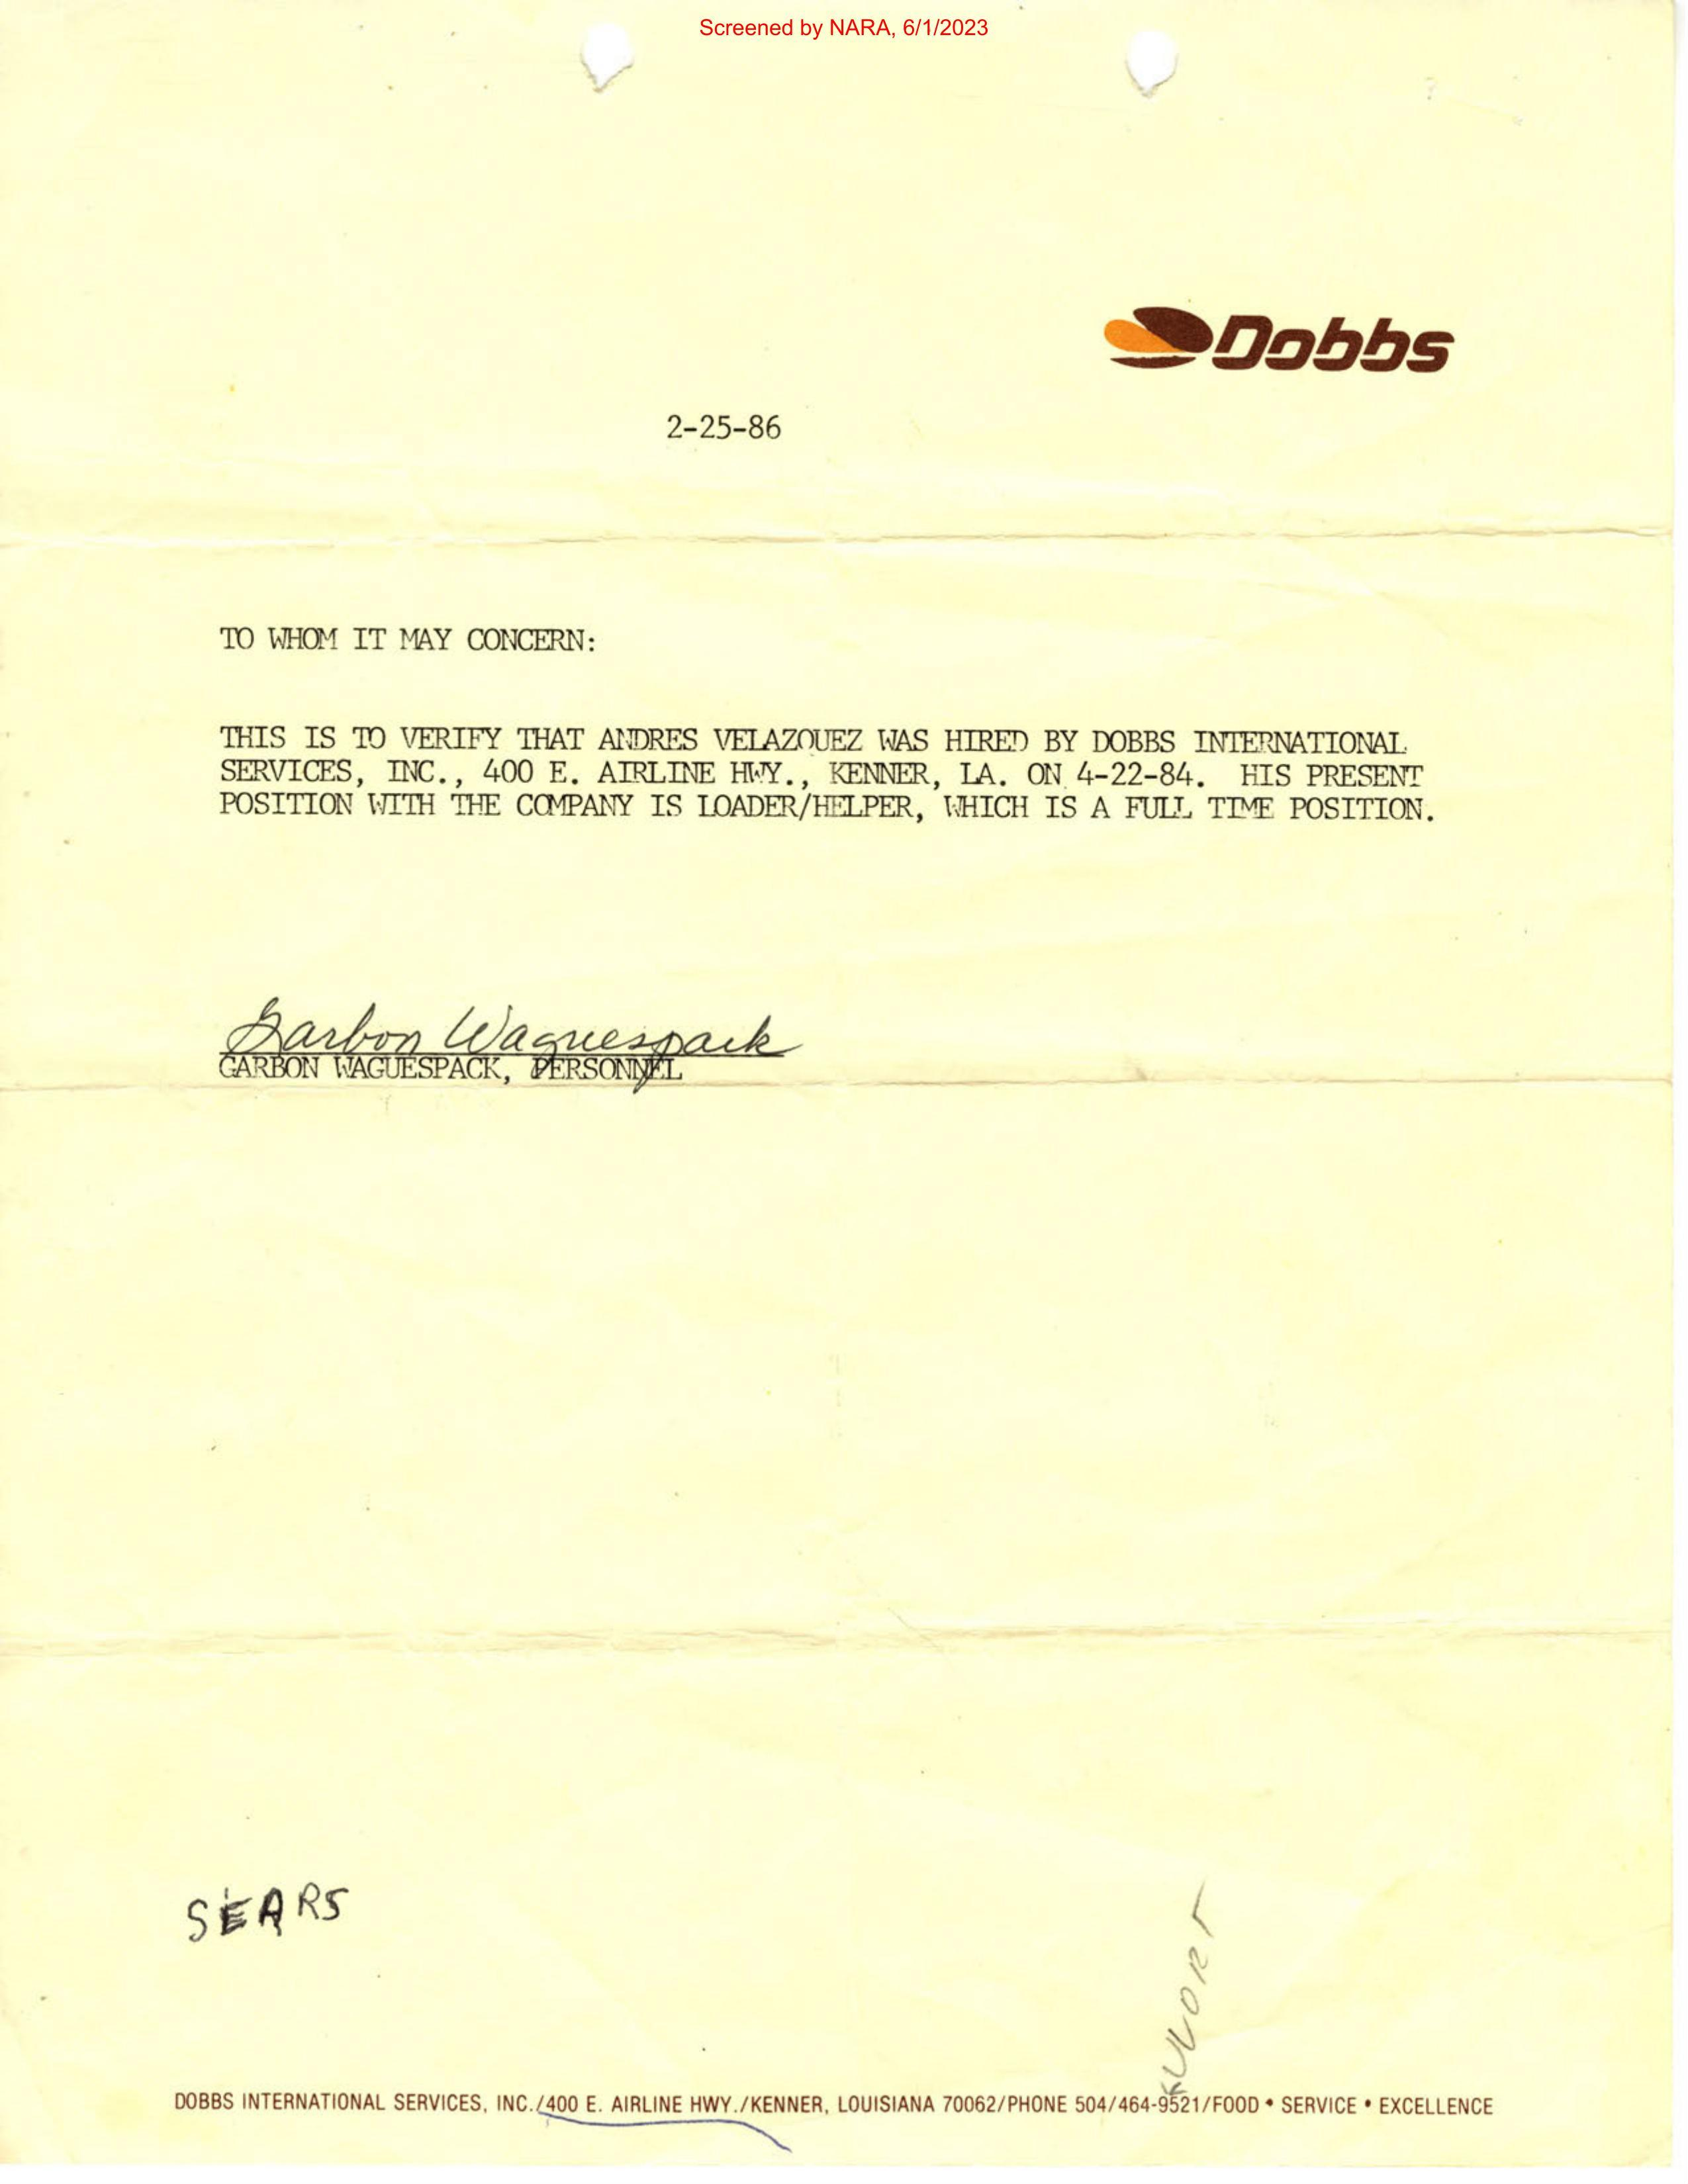 Screened by NARA, 6/1/2023
Dobbs
2-25-86
TO WHOM IT MAY CONCERN:
THIS IS TO VERIFY THAT ANDRES VELAZQUEZ WAS HIRED BY DOBBS INTERNATIONAL
SERVICES, INC., 400 E. AIRLINE HWY., KENNER, LA. ON 4-22-84. HIS PRESENT
POSITION WITH THE COMPANY IS LOADER/HELPER, WHICH IS A FULL TIME POSITION.
Garbon Waguespack
GARBON WAGUESPACK, PERSONNEL
SEARS
DOBBS INTERNATIONAL SERVICES, INC./400 E. AIRLINE HWY./KENNER, LOUISIANA 70062/PHONE 504/464-9521/FOOD • SERVICE • EXCELLENCE